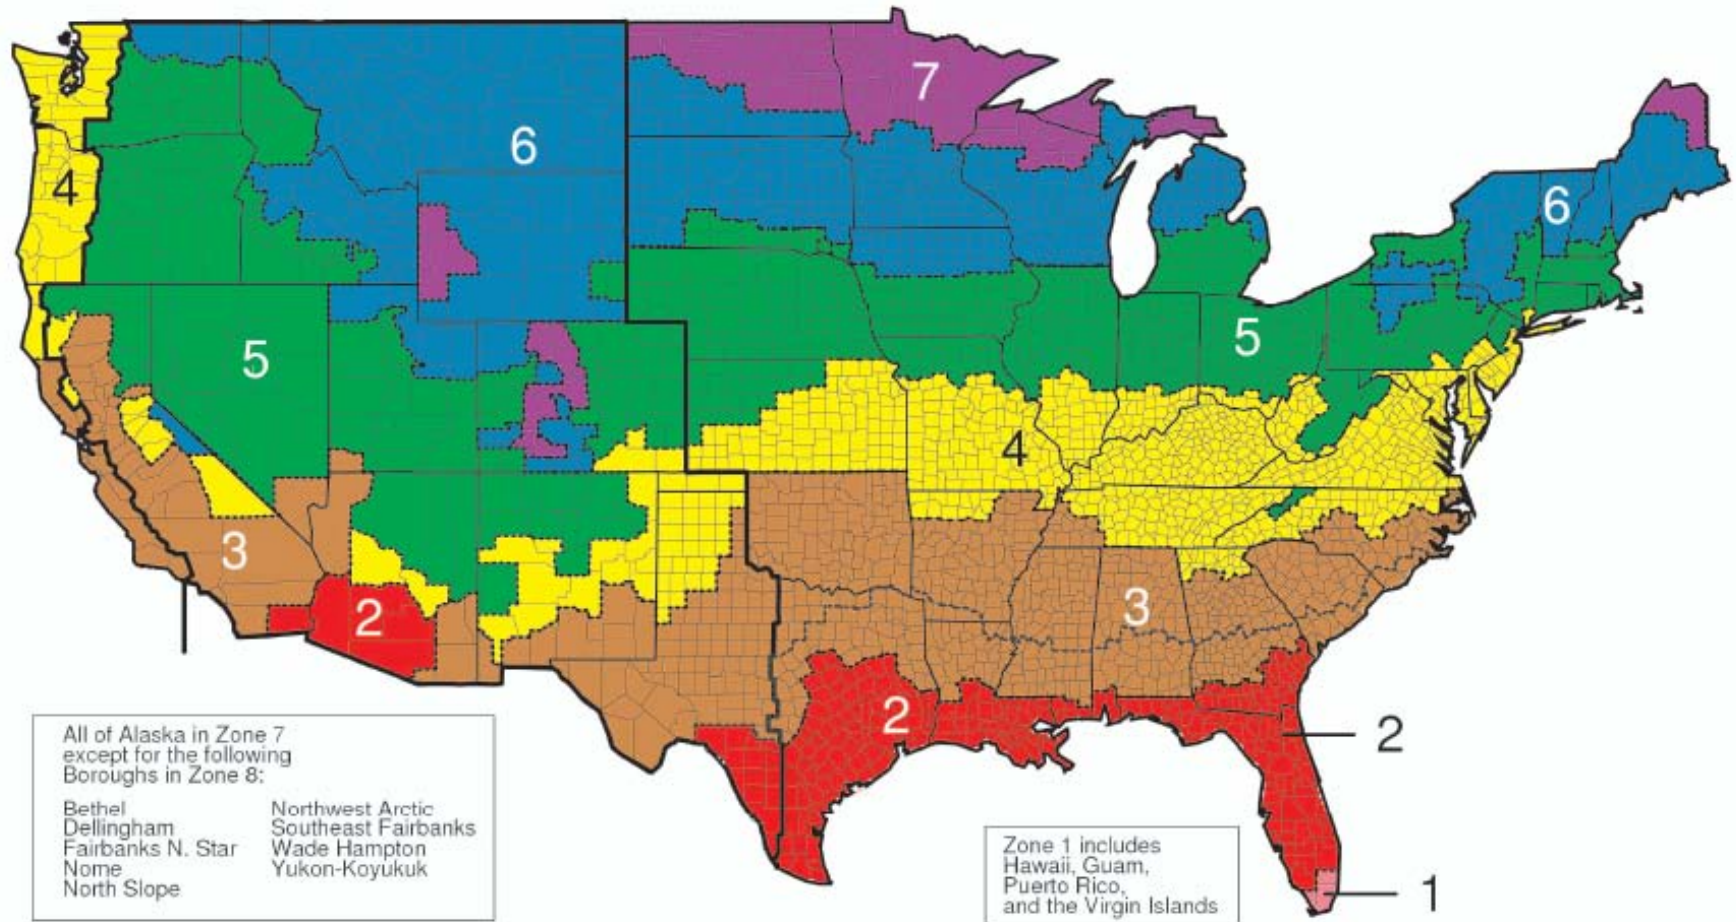 7
6
6
4
5
5
4
3
3
2
2
2
1
All of Alaska in Zone 7
except for the following
Boroughs in Zone 8:
Bethel
Dellingham
Fairbanks N. Star
Nome
North Slope
Northwest Arctic
Southeast Fairbanks
Wade Hampton
Yukon-Koyukuk
Zone 1 includes
Hawaii, Guam,
Puerto Rico,
and the Virgin Islands